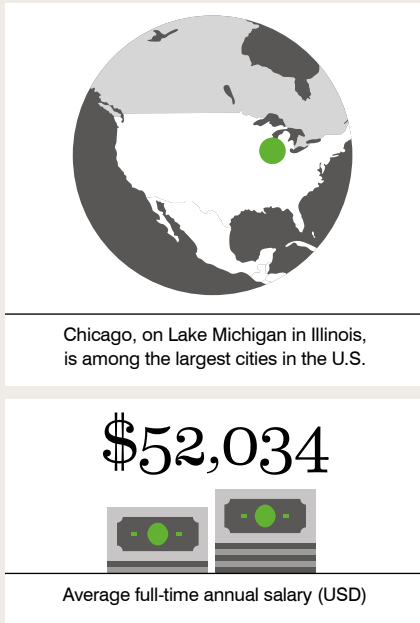 Chicago, on Lake Michigan in Illinois,
is among the largest cities in the U.S.
$52,034
Average full-time annual salary (USD)